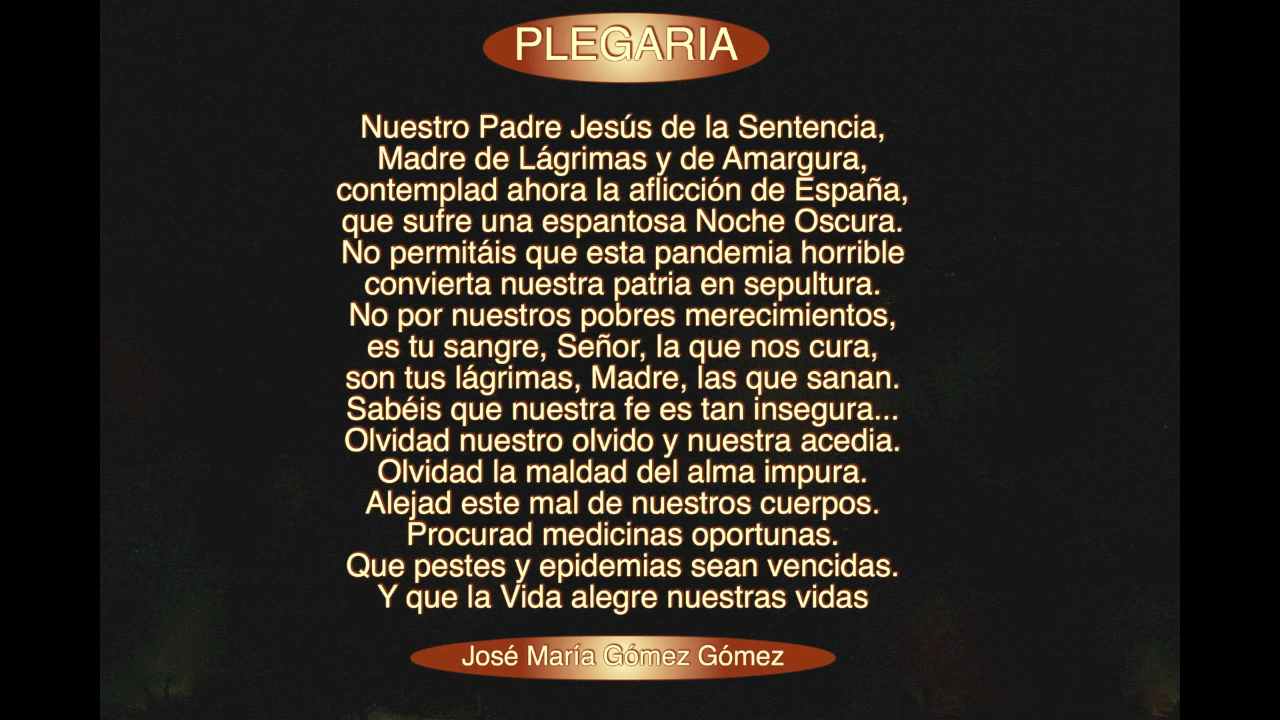 PLEGARIA
Nuestro Padre Jesús de la Sentencia,
Madre de Lágrimas y de Amargura,
contemplad ahora la aflicción de España,
que sufre una espantosa Noche Oscura.
No permitáis que esta pandemia horrible
convierta nuestra patria en sepultura.
No por nuestros pobres merecimientos,
es tu sangre, Señor, la que nos cura,
son tus lágrimas, Madre, las que sanan.
Sabéis que nuestra fe es tan insegura...
Olvidad nuestro olvido y nuestra acedia.
Olvidad la maldad del alma impura.
Alejad este mal de nuestros cuerpos.
Procurad medicinas oportunas.
Que pestes y epidemias sean vencidas.
Y que la Vida alegre nuestras vidas
José María Gómez Gómez